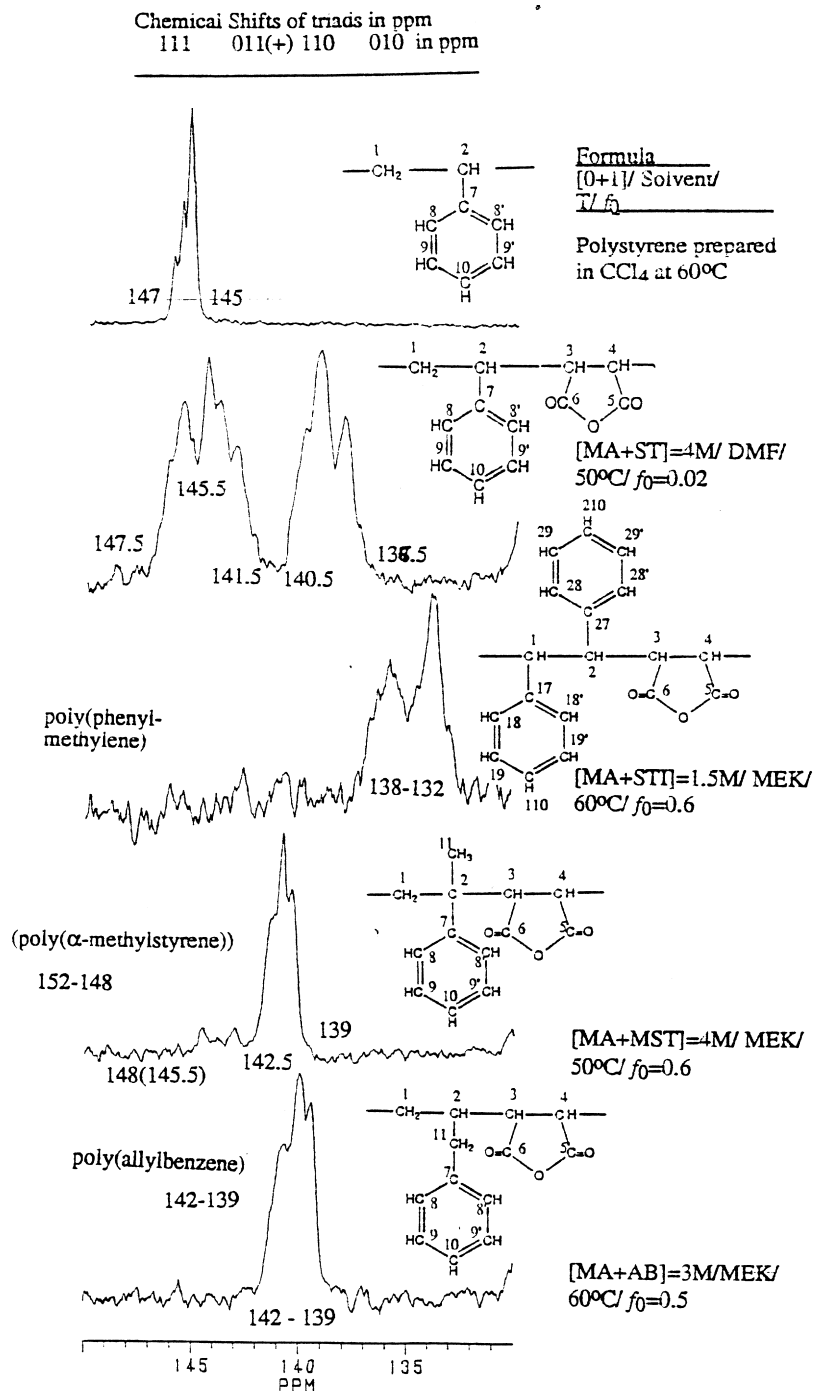 Chemical Shifts of triads in ppm
111 011(+) 110 010 in ppm
Formula
[0+1]/ Solvent/
T/ f0
Polystyrene prepared
in CCl4 at 60ºC
1 2
CH2 CH
7
C
8 8'
HC CH
9 9'
HC CH
10
C
H
147 145
1 2 3 4
CH2 CH CH CH
7 6 5
C OC CO
O
8 8'
HC CH
9 9'
HC CH
10
C
H
[MA+ST]=4M/ DMF/
50ºC/ f0=0.02
145.5
147.5
141.5 140.5
210
H
C
29 29'
HC CH
28 28'
HC CH
C
27
1 2 3 4
CH CH CH CH
17 6 5
C O=C C=O
O
18 18'
HC CH
19 19'
HC CH
C
H
110
poly(phenyl-
methylene)
138-132
[MA+STI]=1.5M/ MEK/
60ºC/ f0=0.6
11
CH3
1 2 3 4
CH2 C CH CH
7 6 5
C O=C C=O
O
8 8'
HC CH
9 9'
HC CH
10
C
H
(poly(α-methylstyrene))
152-148
139
148(145.5) 142.5
[MA+MST]=4M/ MEK/
50ºC/ f0=0.6
1 2 3 4
CH2 CH CH CH
11
CH2
7 6 5
C O=C C=O
O
8 8'
HC CH
9 9'
HC CH
10
C
H
poly(allylbenzene)
142-139
142 - 139
[MA+AB]=3M/MEK/
60ºC/ f0=0.5
145 140 135
PPM